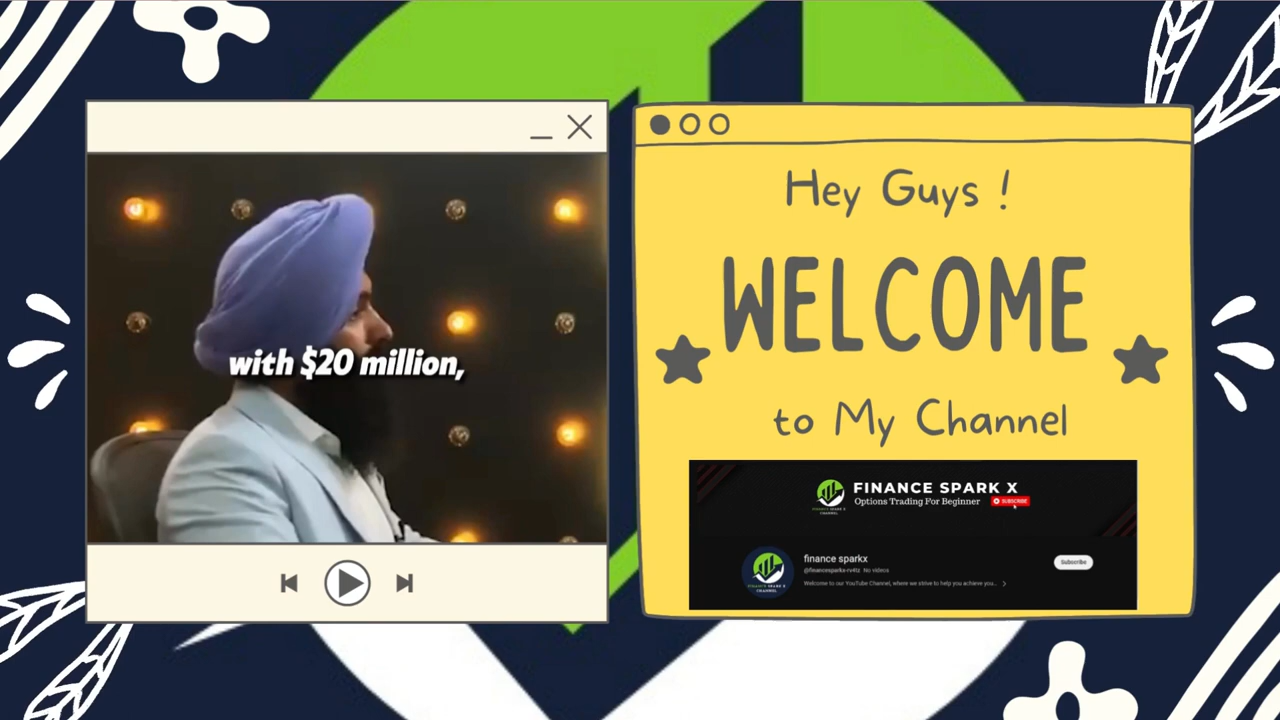 with $20 million,
Hey Guys !
WELCOME
to My Channel
FINANCE SPARK X
Options Trading For Beginner
SUBSCRIBE
finance sparkx
No videos
Subscribe
Welcome to our YouTube Channel, where we strive to help you achieve you...